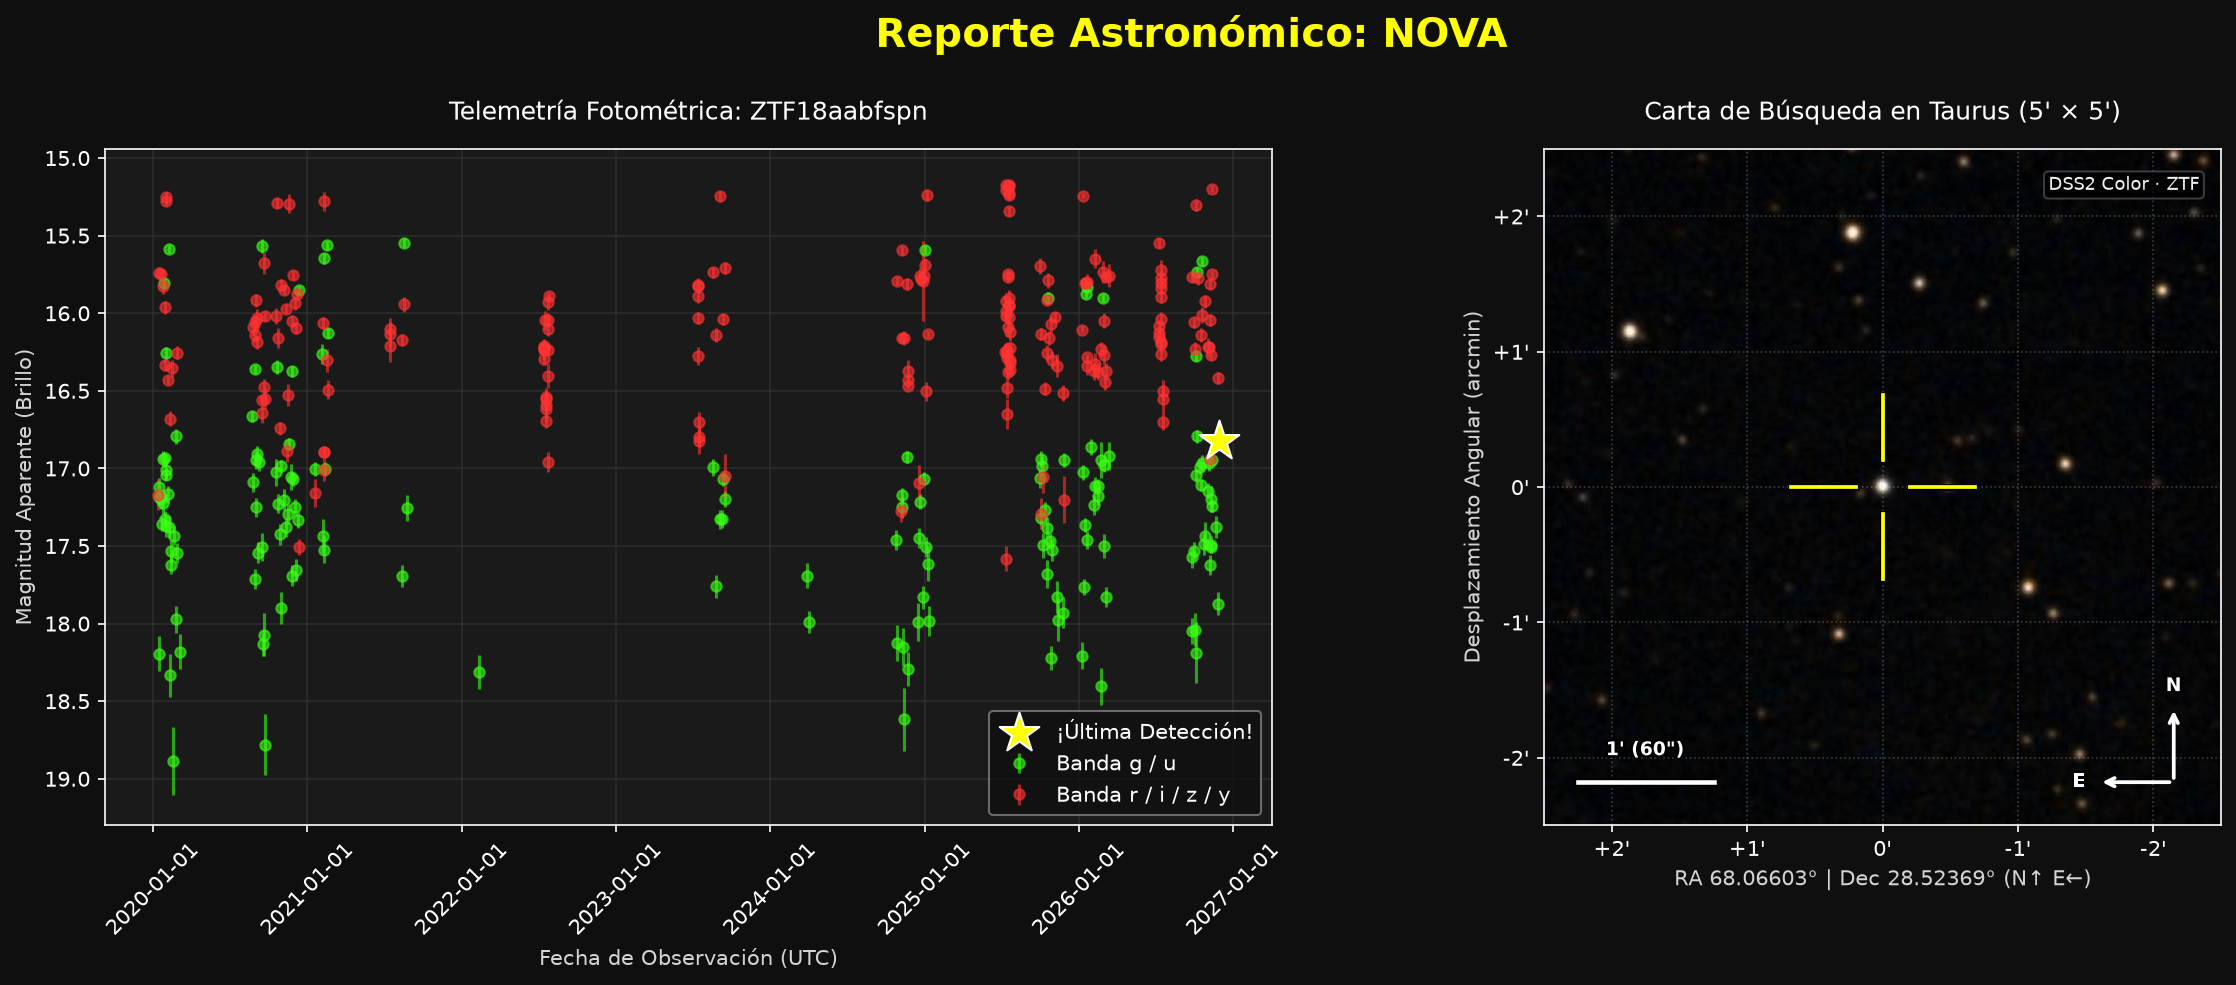 Reporte Astronómico: NOVA
Telemetría Fotométrica: ZTF18aabfspn
Magnitud Aparente (Brillo)
15.0
15.5
16.0
16.5
17.0
17.5
18.0
18.5
19.0
¡Última Detección!
Banda g / u
Banda r / i / z / y
2020-01-01
2021-01-01
2022-01-01
2023-01-01
2024-01-01
2025-01-01
2026-01-01
2027-01-01
Fecha de Observación (UTC)
Carta de Búsqueda en Taurus (5' × 5')
Desplazamiento Angular (arcmin)
+2'
+1'
0'
-1'
-2'
DSS2 Color · ZTF
N
E
1' (60")
+2'
+1'
0'
-1'
-2'
RA 68.06603° | Dec 28.52369° (N↑ E←)